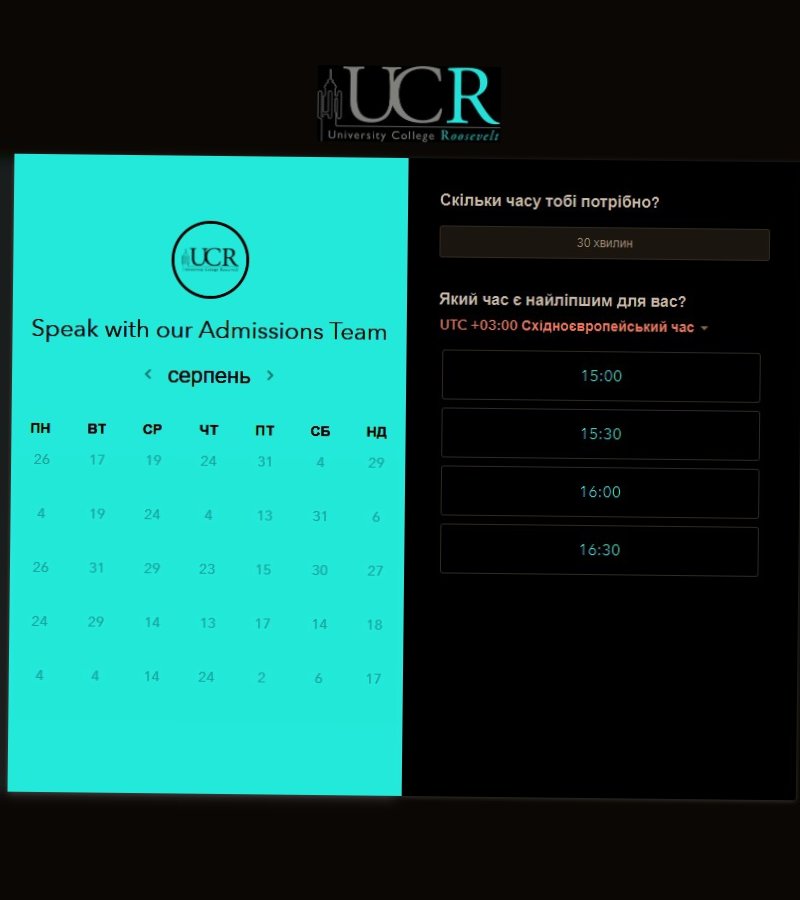 UCR
University College Roosevelt
UCR
University College Roosevelt
Speak with our Admissions Team
серпень
ПН ВТ СР ЧТ ПТ СБ НД
26 17 19 24 31 4 29
4 19 24 4 13 31 6
26 31 29 23 15 30 27
24 29 14 13 17 14 18
4 4 14 24 2 6 17
Скільки часу тобі потрібно?
30 хвилин
Який час є найліпшим для вас?
UTC +03:00 Східноєвропейський час
15:00
15:30
16:00
16:30